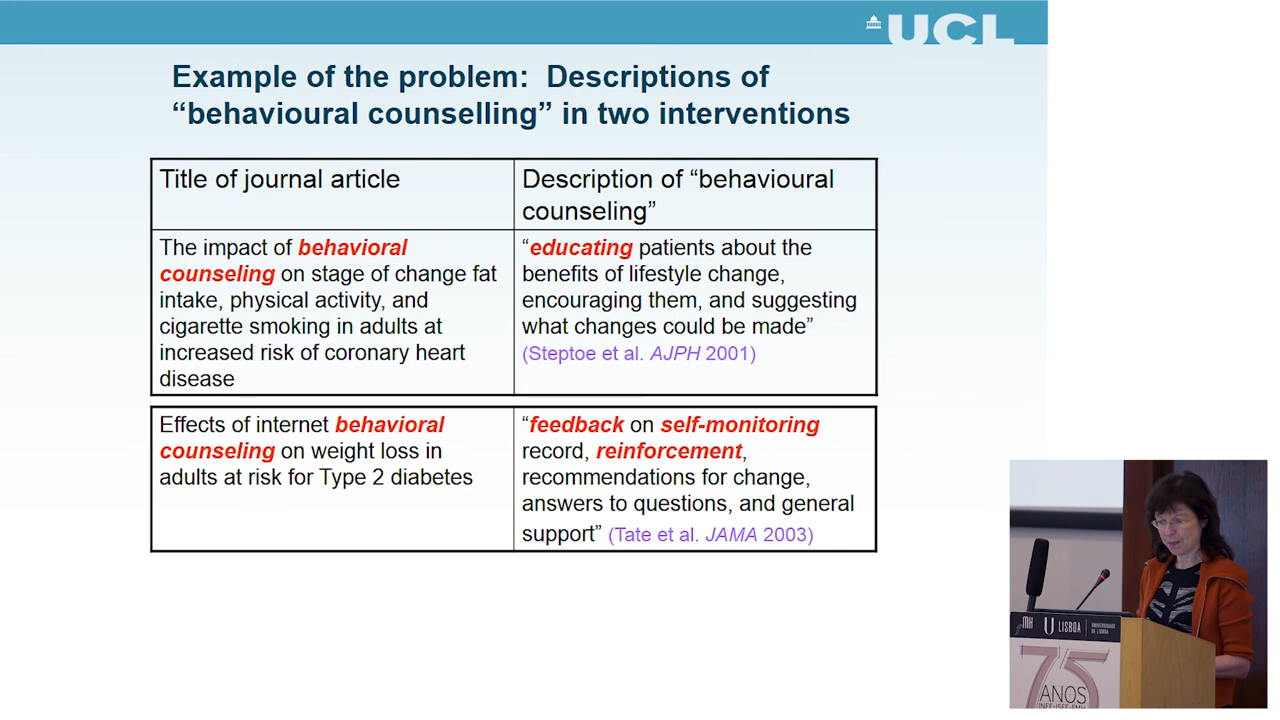 UCL
Example of the problem: Descriptions of
“behavioural counselling” in two interventions
Title of journal article
Description of “behavioural
counseling”
The impact of behavioral
counseling on stage of change fat
intake, physical activity, and
cigarette smoking in adults at
increased risk of coronary heart
disease
“educating patients about the
benefits of lifestyle change,
encouraging them, and suggesting
what changes could be made”
(Steptoe et al. AJPH 2001)
Effects of internet behavioral
counseling on weight loss in
adults at risk for Type 2 diabetes
“feedback on self-monitoring
record, reinforcement,
recommendations for change,
answers to questions, and general
support” (Tate et al. JAMA 2003)
MH
U LISBOA
UNIVERSIDADE
DE LISBOA
75
ANOS